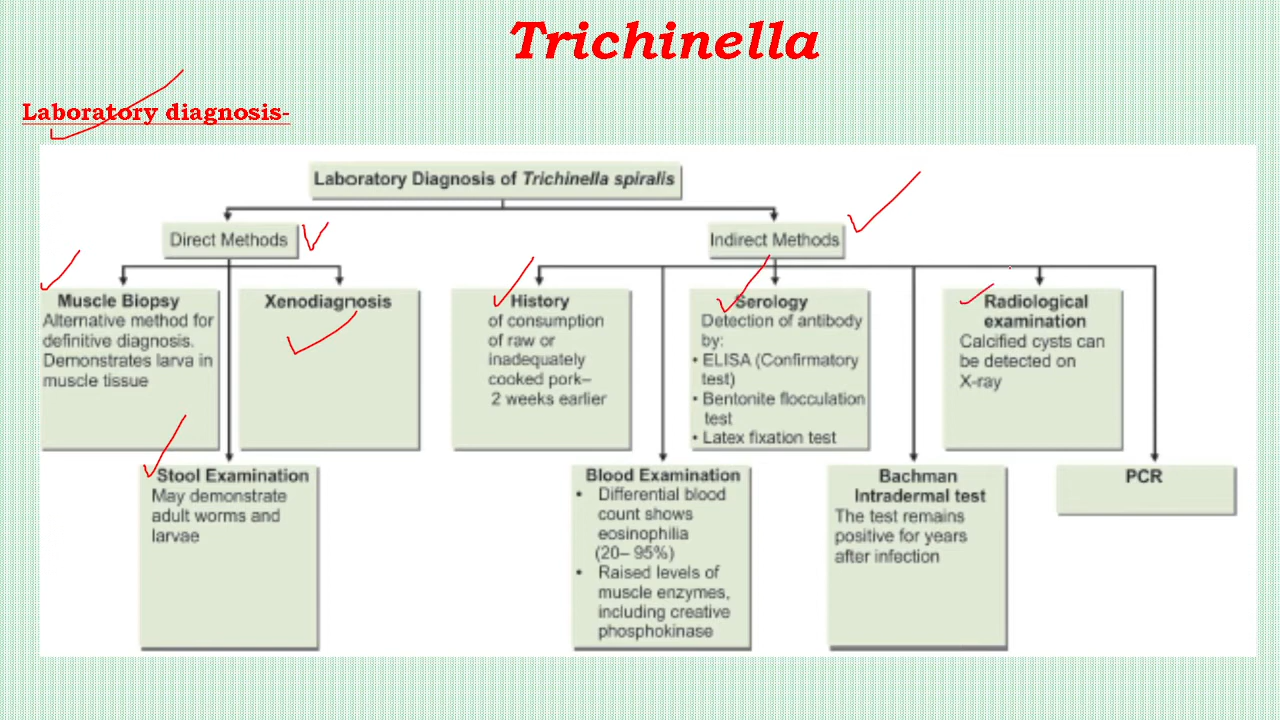 Trichinella
Laboratory diagnosis-
Laboratory Diagnosis of Trichinella spiralis
Direct Methods
Indirect Methods
Muscle Biopsy
Alternative method for
definitive diagnosis.
Demonstrates larva in
muscle tissue
Xenodiagnosis
History
of consumption
of raw or
inadequately
cooked pork–
2 weeks earlier
Serology
Detection of antibody
by:
• ELISA (Confirmatory
test)
• Bentonite flocculation
test
• Latex fixation test
Radiological
examination
Calcified cysts can
be detected on
X-ray
Stool Examination
May demonstrate
adult worms and
larvae
Blood Examination
• Differential blood
count shows
eosinophilia
(20– 95%)
• Raised levels of
muscle enzymes,
including creative
phosphokinase
Bachman
Intradermal test
The test remains
positive for years
after infection
PCR